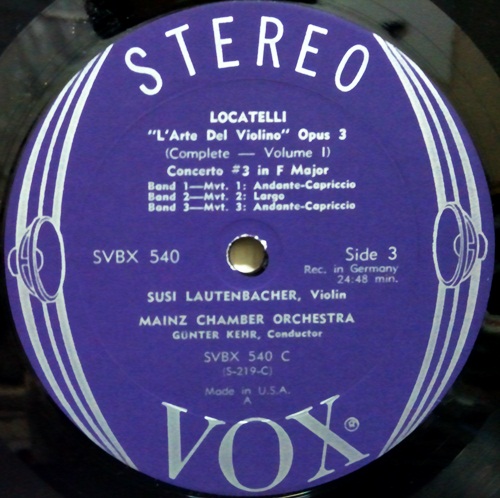 STEREO
LOCATELLI
"L'Arte Del Violino" Opus 3
(Complete — Volume I)
Concerto #3 in F Major
Band 1—Mvt. 1: Andante-Capriccio
Band 2—Mvt. 2: Largo
Band 3—Mvt. 3: Andante-Capriccio
SVBX 540
Side 3
Rec. in Germany
24:48 min.
SUSI LAUTENBACHER, Violin
MAINZ CHAMBER ORCHESTRA
GÜNTER KEHR, Conductor
SVBX 540 C
(S-219-C)
Made in U.S.A.
A
VOX®